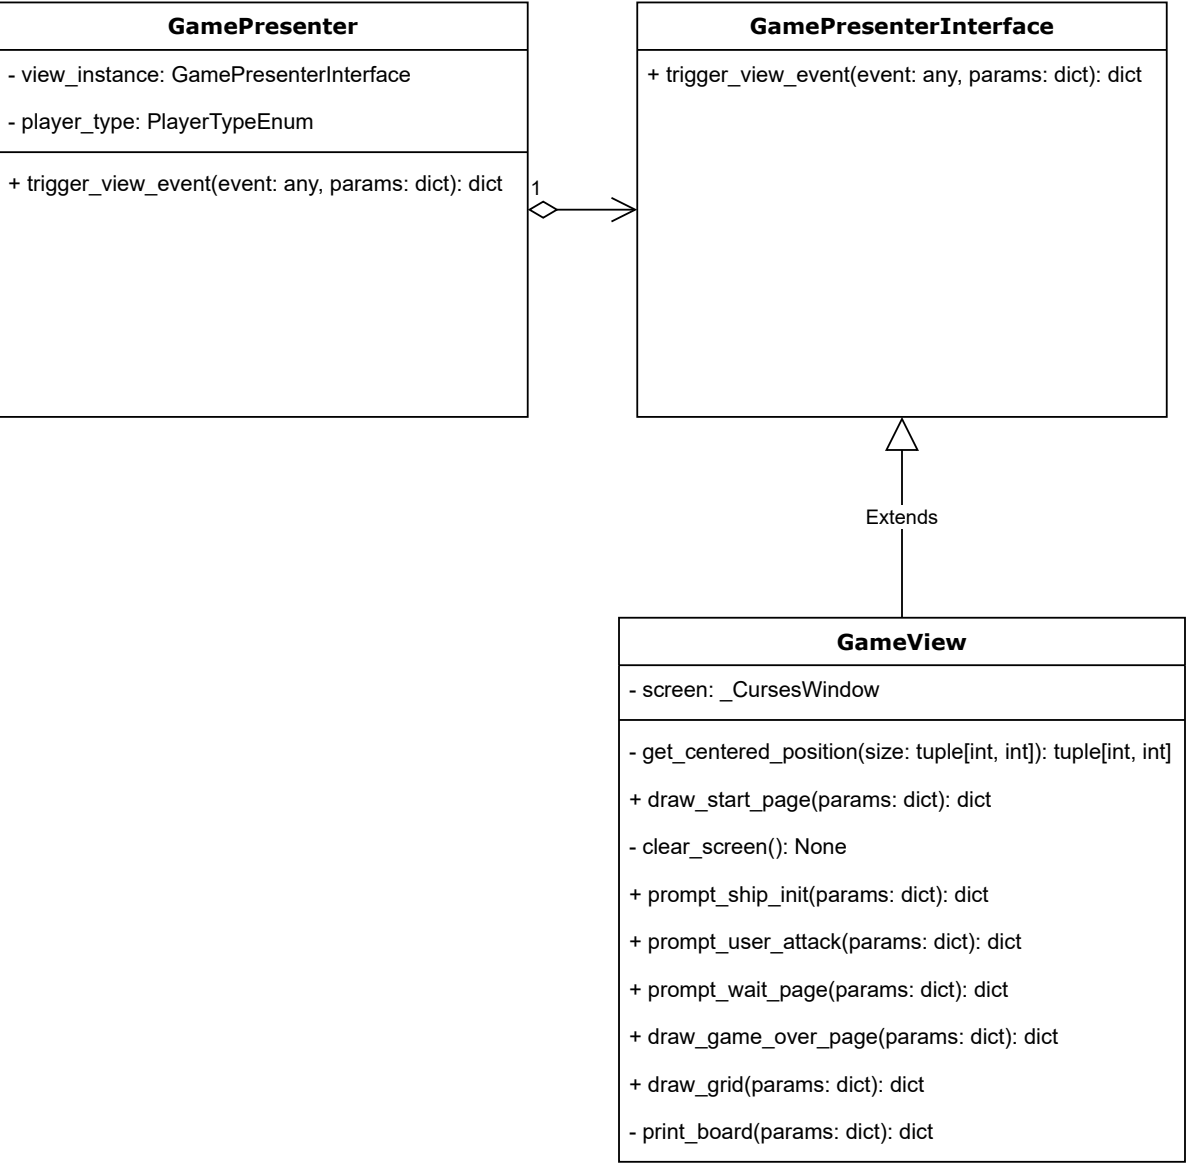 GamePresenter
- view_instance: GamePresenterInterface
- player_type: PlayerTypeEnum
+ trigger_view_event(event: any, params: dict): dict
1
GamePresenterInterface
+ trigger_view_event(event: any, params: dict): dict
Extends
GameView
- screen: _CursesWindow
- get_centered_position(size: tuple[int, int]): tuple[int, int]
+ draw_start_page(params: dict): dict
- clear_screen(): None
+ prompt_ship_init(params: dict): dict
+ prompt_user_attack(params: dict): dict
+ prompt_wait_page(params: dict): dict
+ draw_game_over_page(params: dict): dict
+ draw_grid(params: dict): dict
- print_board(params: dict): dict